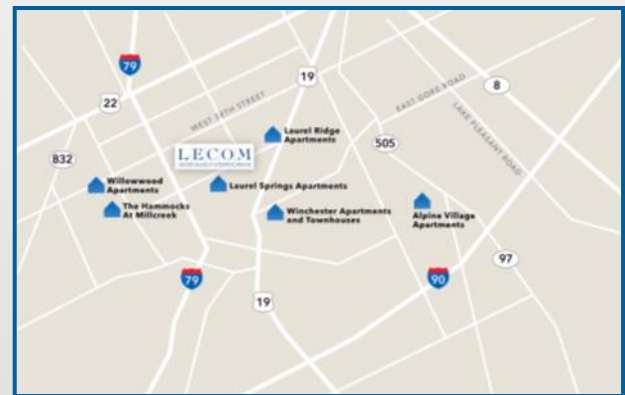 79
19
8
22
WEST 38TH STREET
EAST GORE ROAD
LAKE PLEASANT ROAD
Laurel Ridge
Apartments
505
832
LECOM
Willowwood
Apartments
Laurel Springs Apartments
The Hammocks
At Millcreek
Winchester Apartments
and Townhouses
Alpine Village
Apartments
97
79
90
19